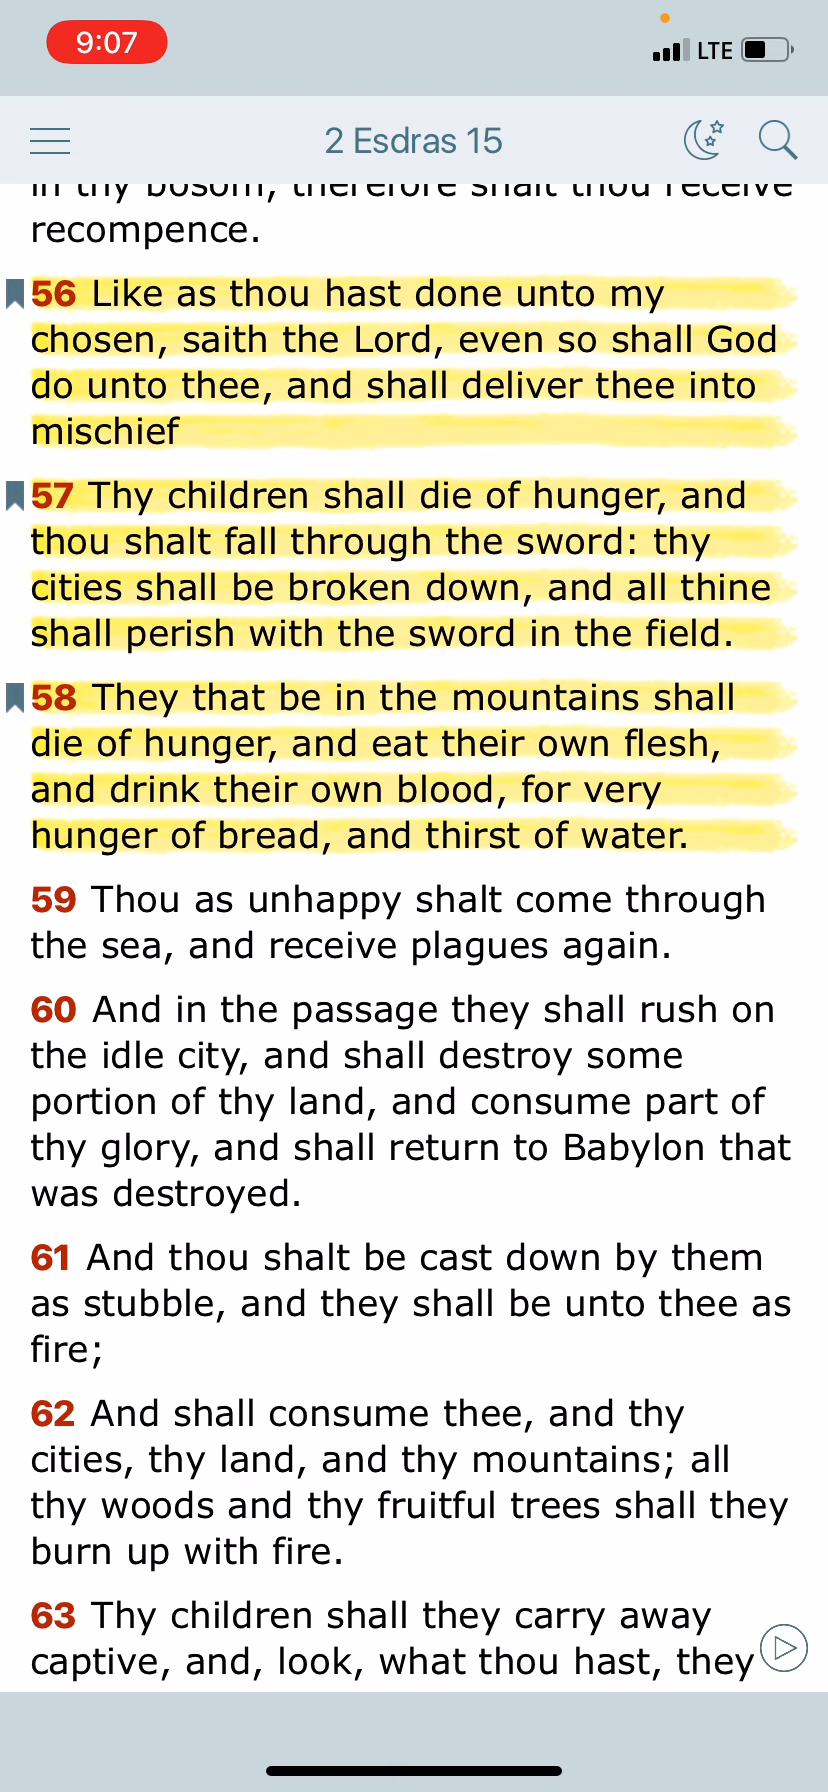 9:07
LTE
2 Esdras 15
in thy bosom, therefore shalt thou receive
recompence.
56 Like as thou hast done unto my
chosen, saith the Lord, even so shall God
do unto thee, and shall deliver thee into
mischief
57 Thy children shall die of hunger, and
thou shalt fall through the sword: thy
cities shall be broken down, and all thine
shall perish with the sword in the field.
58 They that be in the mountains shall
die of hunger, and eat their own flesh,
and drink their own blood, for very
hunger of bread, and thirst of water.
59 Thou as unhappy shalt come through
the sea, and receive plagues again.
60 And in the passage they shall rush on
the idle city, and shall destroy some
portion of thy land, and consume part of
thy glory, and shall return to Babylon that
was destroyed.
61 And thou shalt be cast down by them
as stubble, and they shall be unto thee as
fire;
62 And shall consume thee, and thy
cities, thy land, and thy mountains; all
thy woods and thy fruitful trees shall they
burn up with fire.
63 Thy children shall they carry away
captive, and, look, what thou hast, they